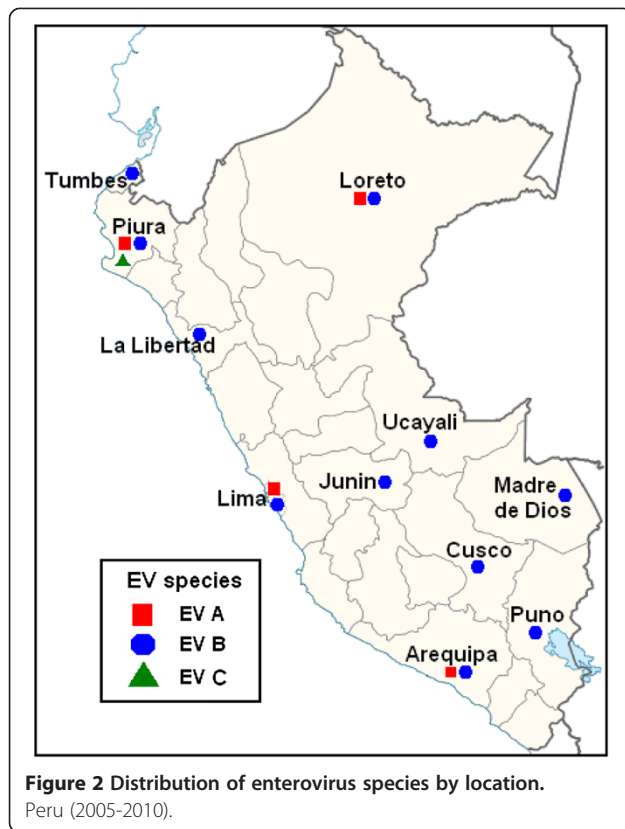 Tumbes
Loreto
Piura
La Libertad
Ucayali
Junin
Lima
Madre
de Dios
Cusco
Puno
Arequipa
EV species
EV A
EV B
EV C
Figure 2 Distribution of enterovirus species by location.
Peru (2005-2010).